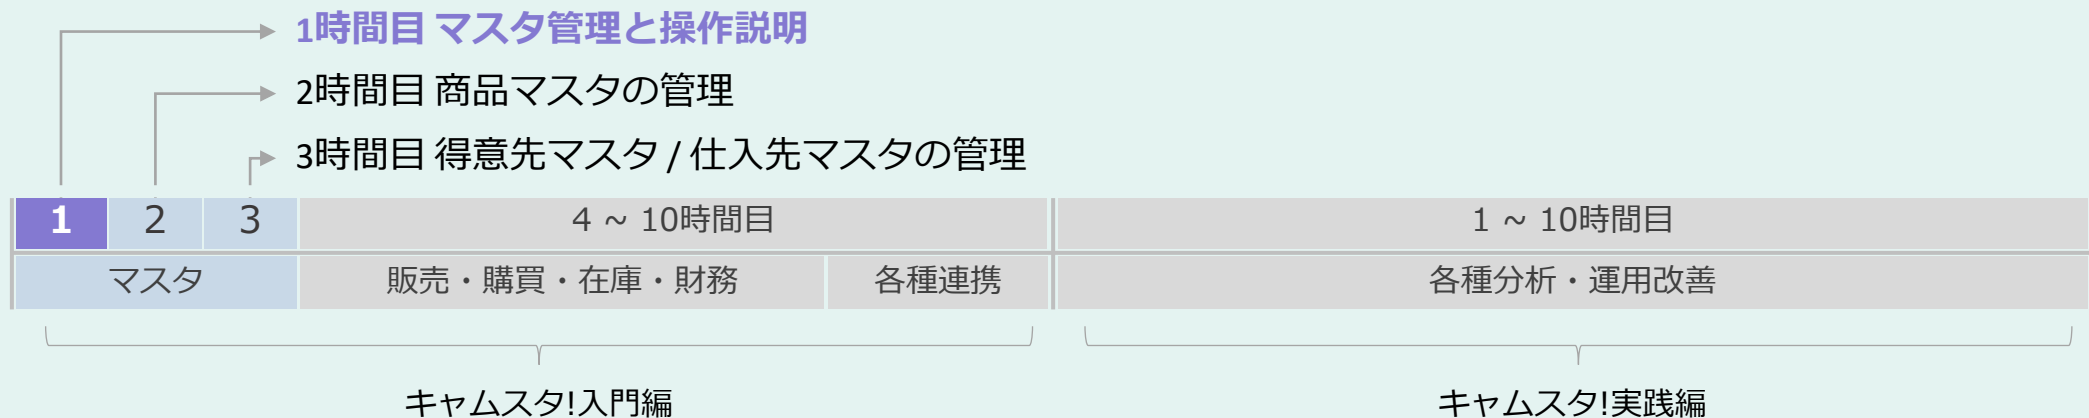 1時間目 マスタ管理と操作説明
2時間目 商品マスタの管理
3時間目 得意先マスタ / 仕入先マスタの管理
1 2 3 4 ~ 10時間目 1 ~ 10時間目
マスタ 販売・購買・在庫・財務 各種連携 各種分析・運用改善
キャムスタ!入門編 キャムスタ!実践編